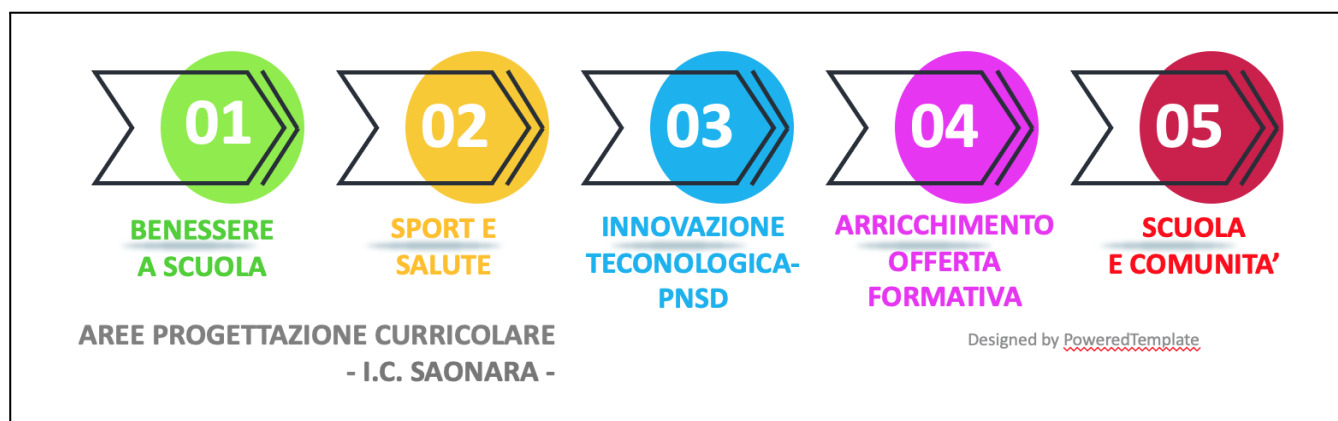 01
BENESSERE
A SCUOLA
02
SPORT E
SALUTE
03
INNOVAZIONE
TECONOLOGICA-
PNSD
04
ARRICCHIMENTO
OFFERTA
FORMATIVA
05
SCUOLA
E COMUNITA’
AREE PROGETTAZIONE CURRICOLARE
- I.C. SAONARA -
Designed by PoweredTemplate